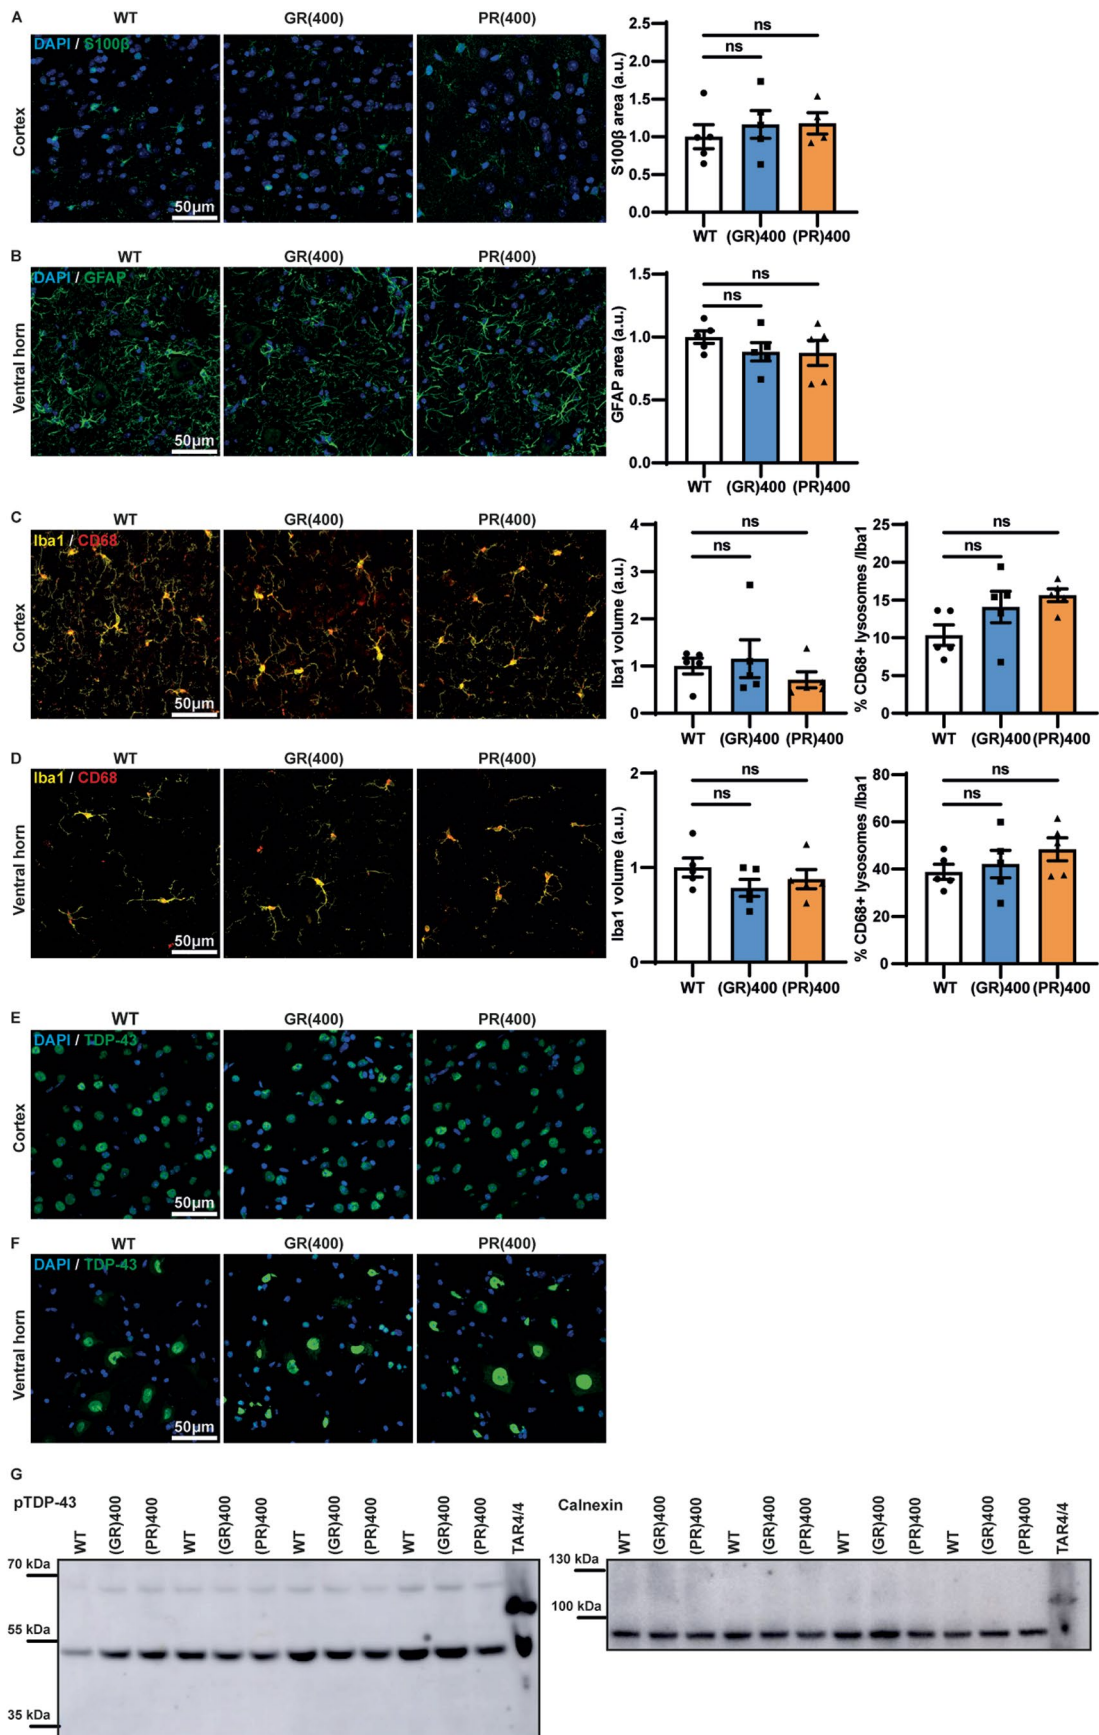 A
WT GR(400) PR(400)
DAPI / S100β
Cortex
50µm
S100β area (a.u.)
2.5
2.0
1.5
1.0
0.5
0.0
ns
ns
WT (GR)400 (PR)400
B
WT GR(400) PR(400)
DAPI / GFAP
Ventral horn
50µm
GFAP area (a.u.)
1.5
1.0
0.5
0.0
ns
ns
WT (GR)400 (PR)400
C
WT GR(400) PR(400)
Iba1 / CD68
Cortex
50µm
Iba1 volume (a.u.)
4
3
2
1
0
ns
ns
WT (GR)400 (PR)400
% CD68+ lysosomes /Iba1
25
20
15
10
5
0
ns
ns
WT (GR)400 (PR)400
D
WT GR(400) PR(400)
Iba1 / CD68
Ventral horn
50µm
Iba1 volume (a.u.)
2
1
0
ns
ns
WT (GR)400 (PR)400
% CD68+ lysosomes /Iba1
80
60
40
20
0
ns
ns
WT (GR)400 (PR)400
E
WT GR(400) PR(400)
DAPI / TDP-43
Cortex
50µm
F
WT GR(400) PR(400)
DAPI / TDP-43
Ventral horn
50µm
G
pTDP-43
WT (GR)400 (PR)400 WT (GR)400 (PR)400 WT (GR)400 (PR)400 WT (GR)400 (PR)400 TAR4/4
70 kDa
55 kDa
35 kDa
Calnexin
WT (GR)400 (PR)400 WT (GR)400 (PR)400 WT (GR)400 (PR)400 WT (GR)400 (PR)400 TAR4/4
130 kDa
100 kDa